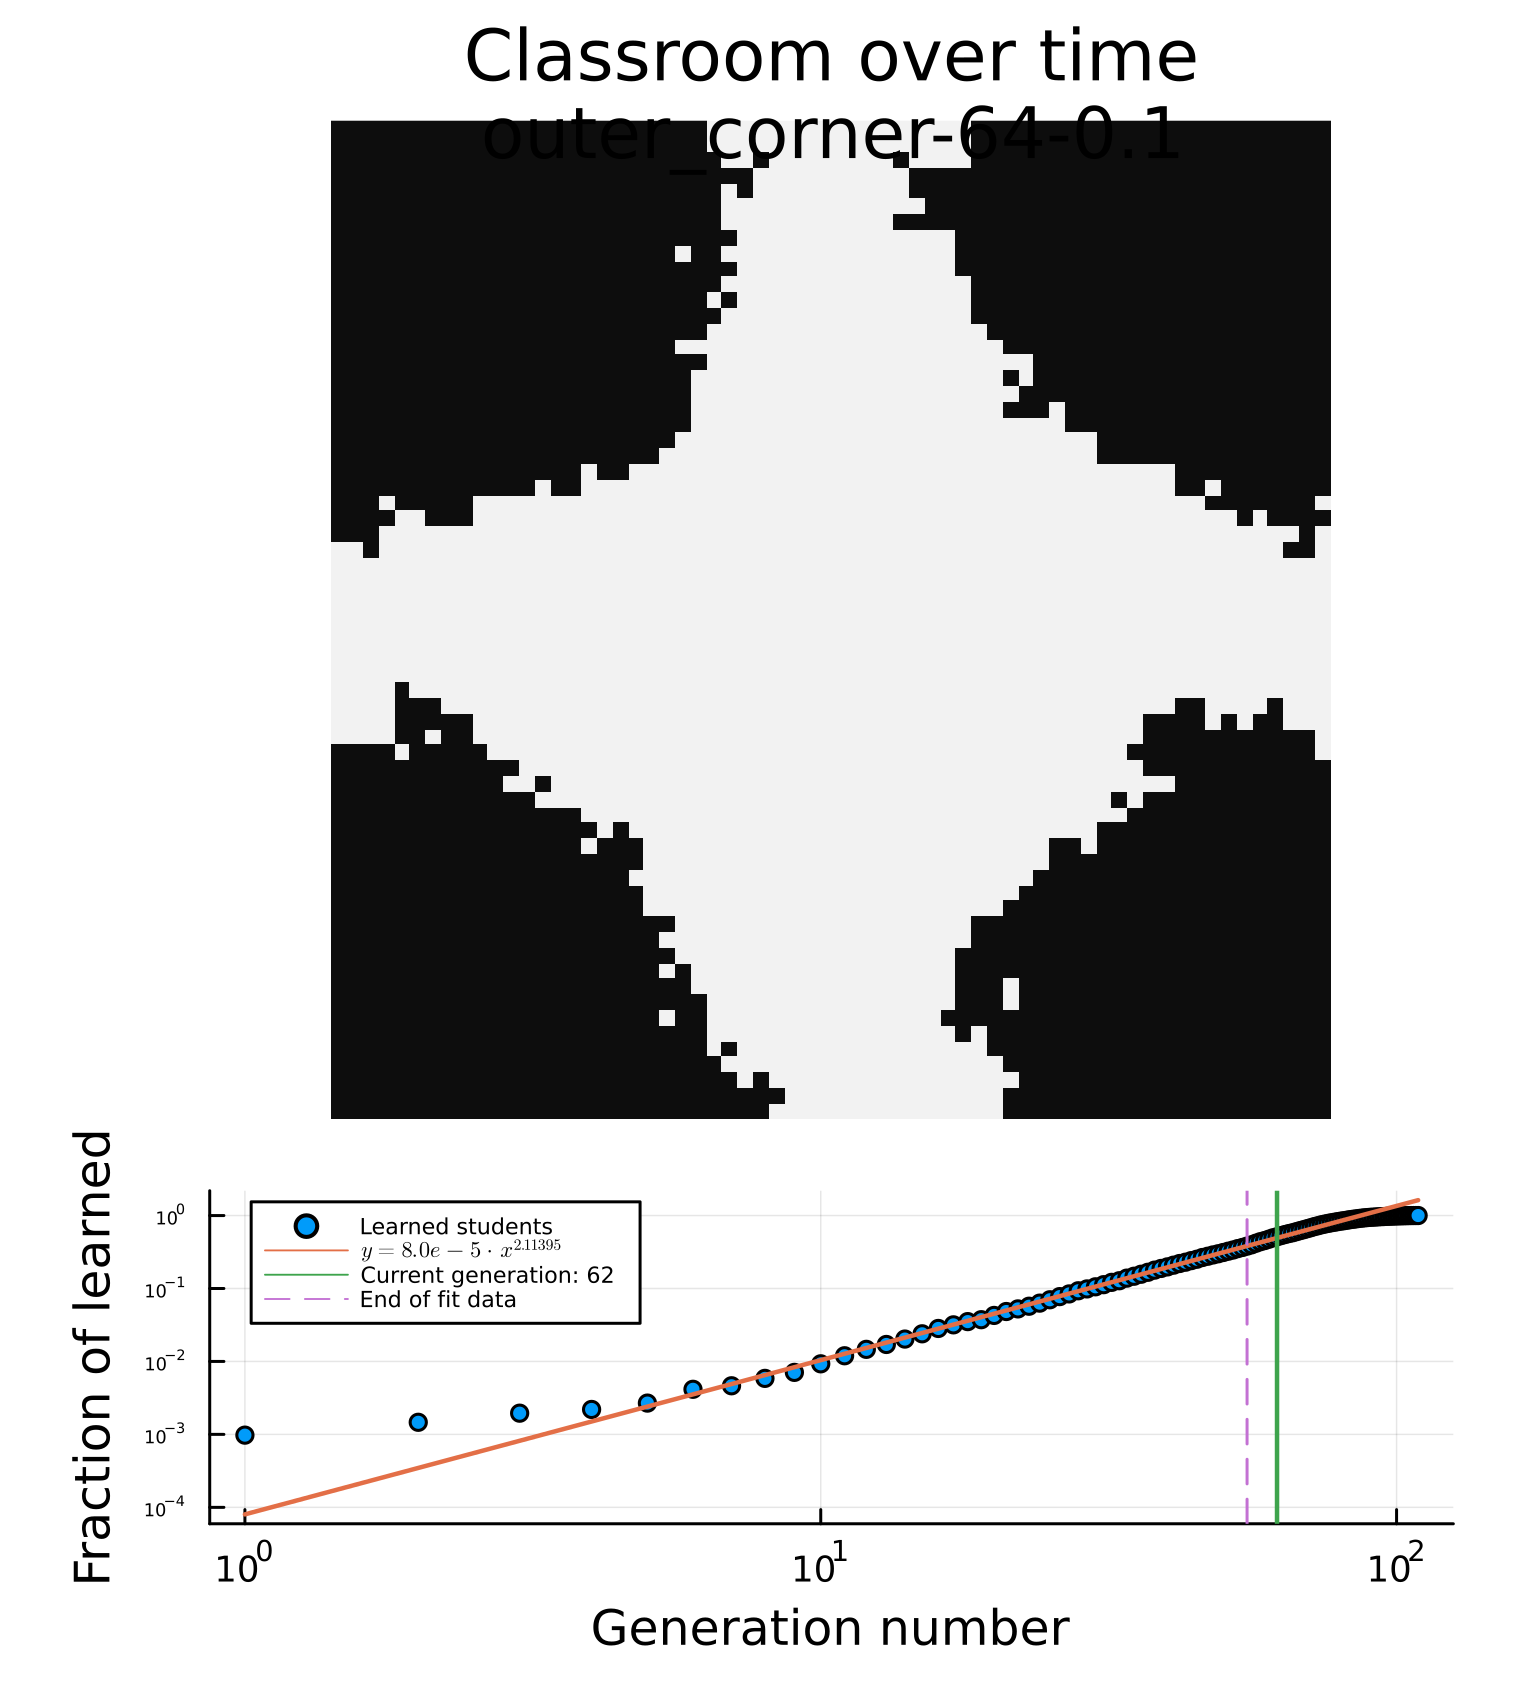 Classroom over time
outer_corner-64-0.1
Fraction of learned
10^0
10^-1
10^-2
10^-3
10^-4
Learned students
y = 8.0e − 5 · x^2.11395
Current generation: 62
End of fit data
10^0 10^1 10^2
Generation number